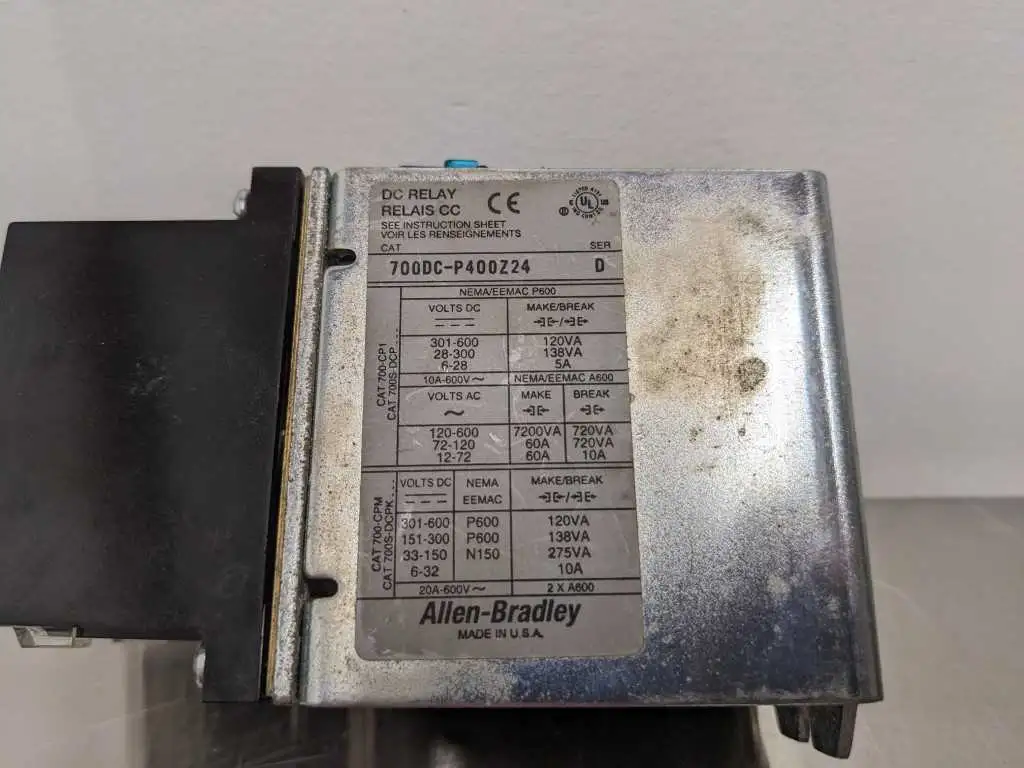 DC RELAY
RELAIS CC
CE
UL
SEE INSTRUCTION SHEET
VOIR LES RENSEIGNEMENTS
CAT SER
700DC-P400Z24 D
CAT 700-CP1
CAT 700S-DCP
NEMA/EEMAC P600
VOLTS DC MAKE/BREAK
301-600 120VA
28-300 138VA
6-28 5A
10A-600V~ NEMA/EEMAC A600
VOLTS AC MAKE BREAK
~
120-600 7200VA 720VA
72-120 60A 720VA
12-72 60A 10A
CAT 700-CPM
CAT 700S-DCPK
VOLTS DC NEMA MAKE/BREAK
EEMAC
301-600 P600 120VA
151-300 P600 138VA
33-150 N150 275VA
6-32 10A
20A-600V~ 2 X A600
Allen-Bradley
MADE IN U.S.A.